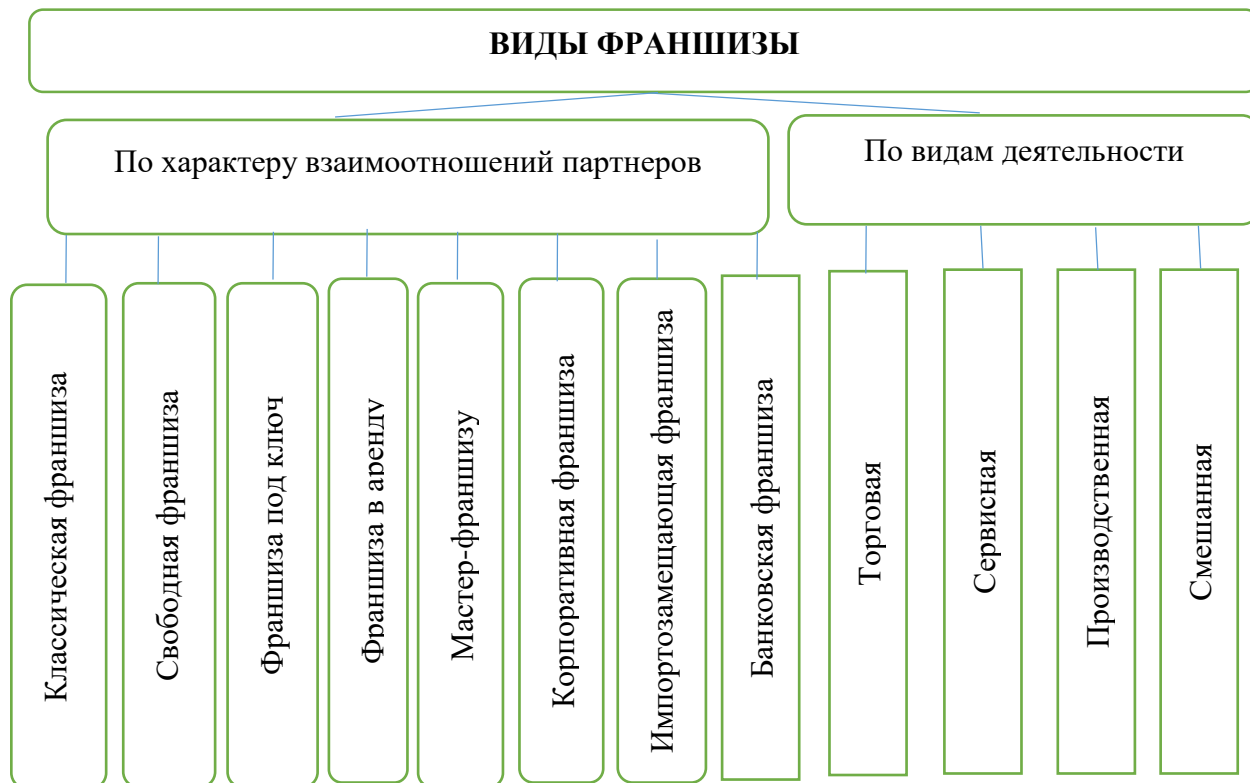 ВИДЫ ФРАНШИЗЫ
По характеру взаимоотношений партнеров
По видам деятельности
Классическая франшиза
Свободная франшиза
Франшиза под ключ
Франшиза в аренду
Мастер-франшизу
Корпоративная франшиза
Импортозамещающая франшиза
Банковская франшиза
Торговая
Сервисная
Производственная
Смешанная